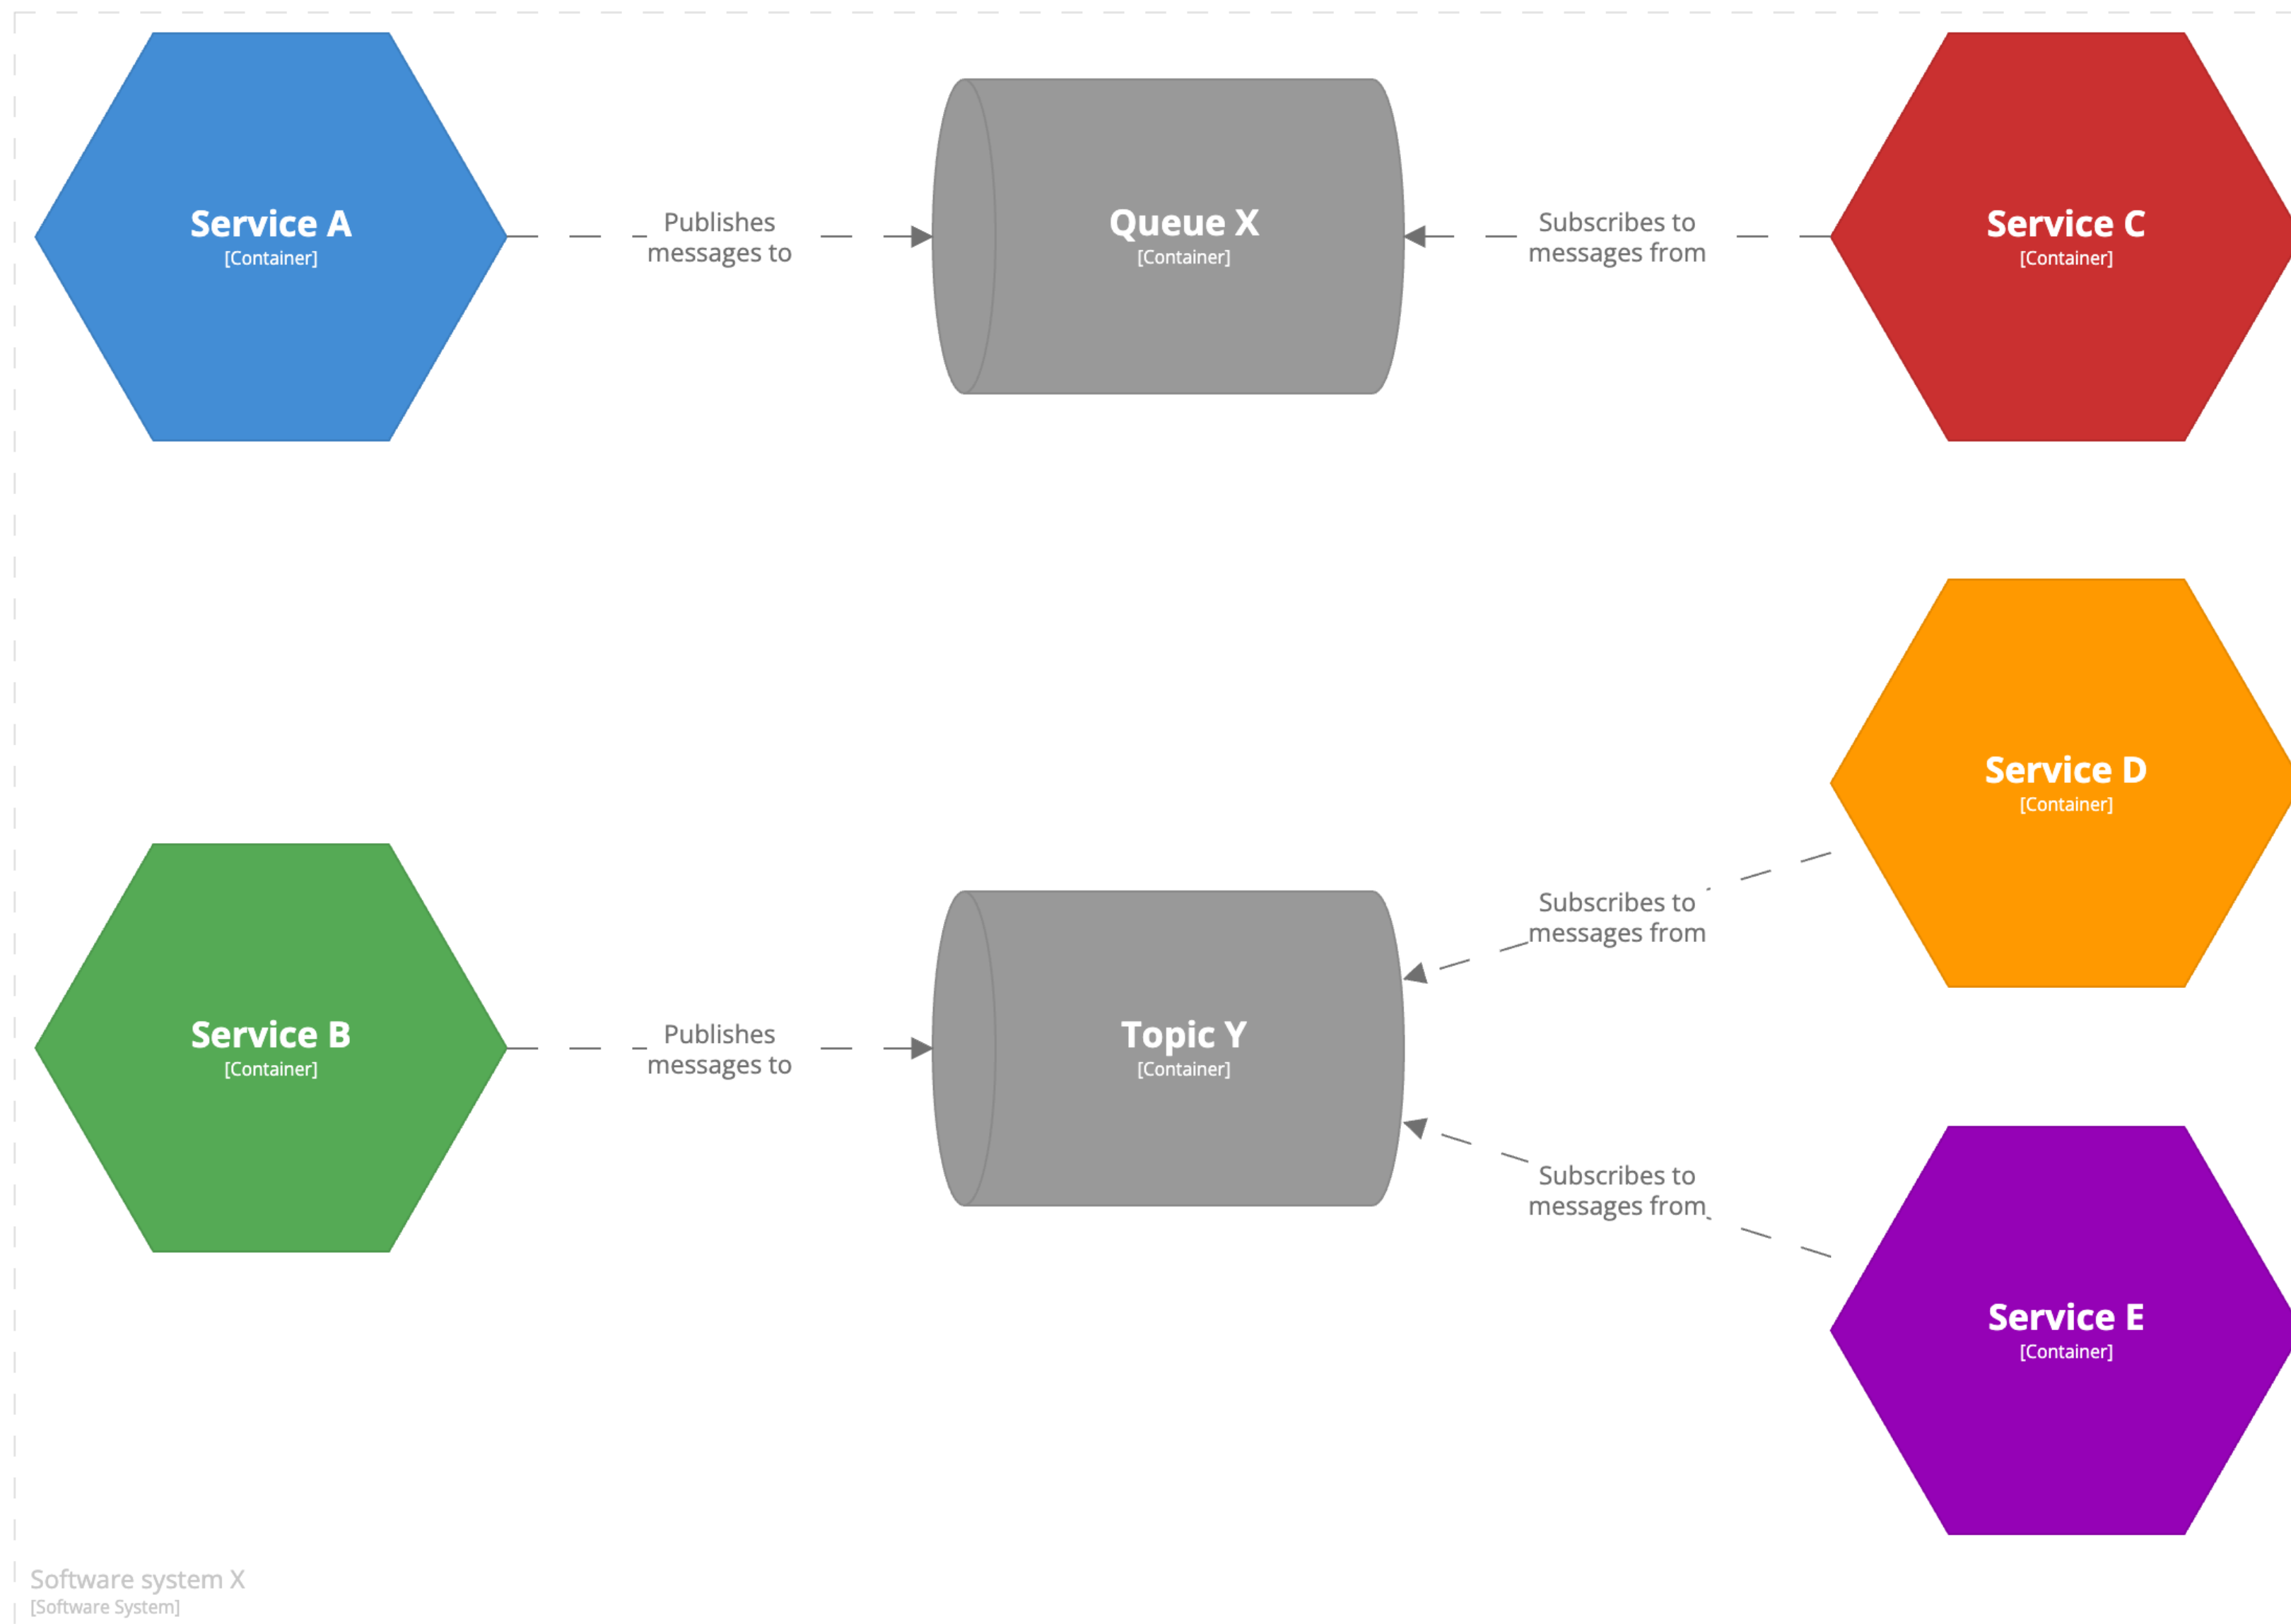 Service A
[Container]
Publishes
messages to
Queue X
[Container]
Subscribes to
messages from
Service C
[Container]
Service D
[Container]
Subscribes to
messages from
Service B
[Container]
Publishes
messages to
Topic Y
[Container]
Subscribes to
messages from
Service E
[Container]
Software system X
[Software System]